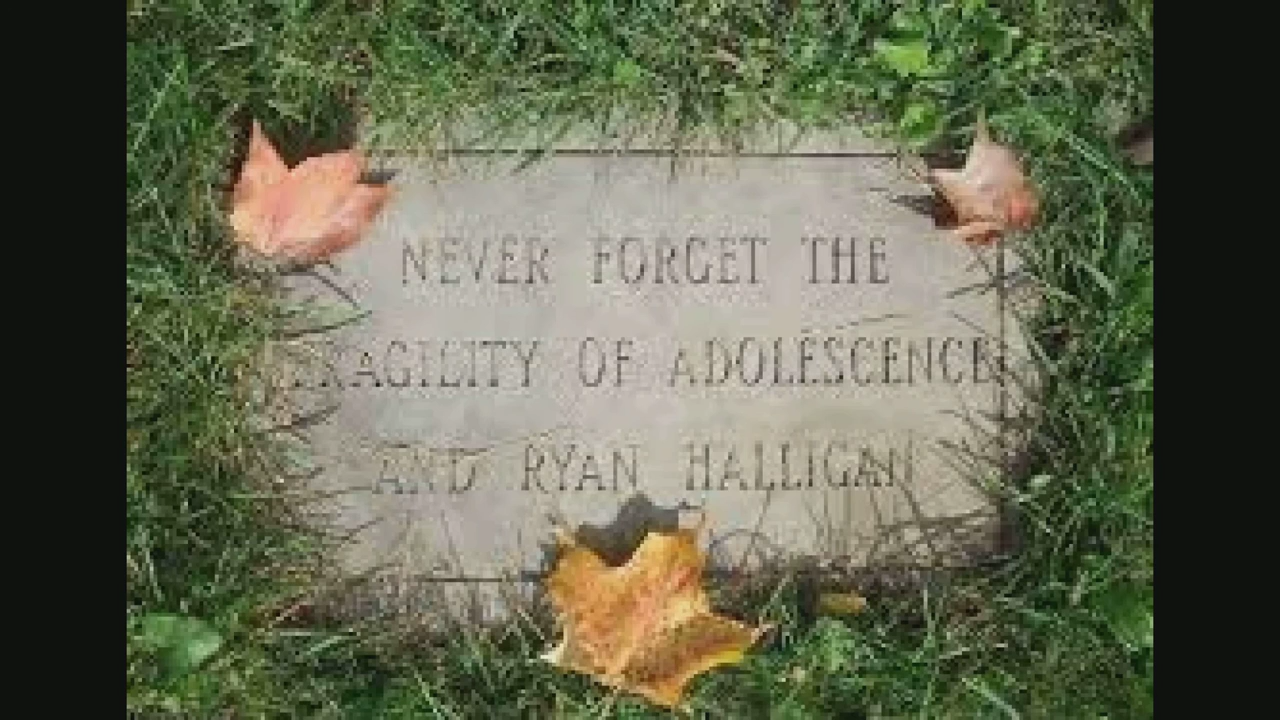 NEVER FORGET THE
FRAGILITY OF ADOLESCENCE
AND RYAN HALLIGAN